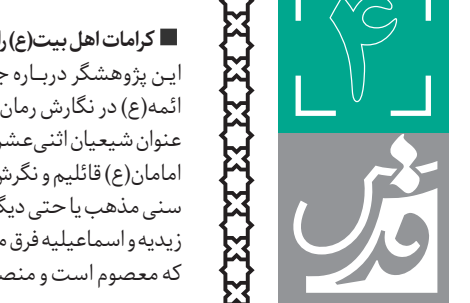 ■ کرامات اهل بیت(ع) را
این پژوهشگر دربـاره
ائمه(ع) در نگارش رمان
عنوان شیعیان اثنی‌عشر
امامان(ع) قائلیم و نگرش
سنی مذهب یا حتی دیگ
زیدیه و اسماعیلیه فرق م
که معصوم است و منص
۴
قدس